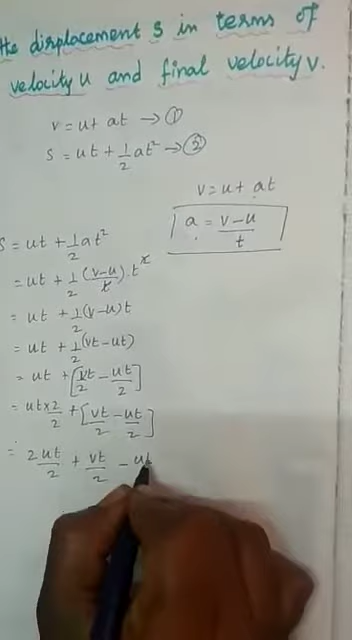 the displacement s in terms of
velocity u and final velocity v.
v = u + at → ①
s = ut + 1/2 at² → ②
v = u + at
a = v-u/t
s = ut + 1/2 at²
= ut + 1/2 (v-u)/t . t²
= ut + 1/2 (v-u)t
= ut + 1/2 (vt-ut)
= ut + [vt/2 - ut/2]
= ut×2/2 + [vt/2 - ut/2]
= 2ut/2 + vt/2 - ut